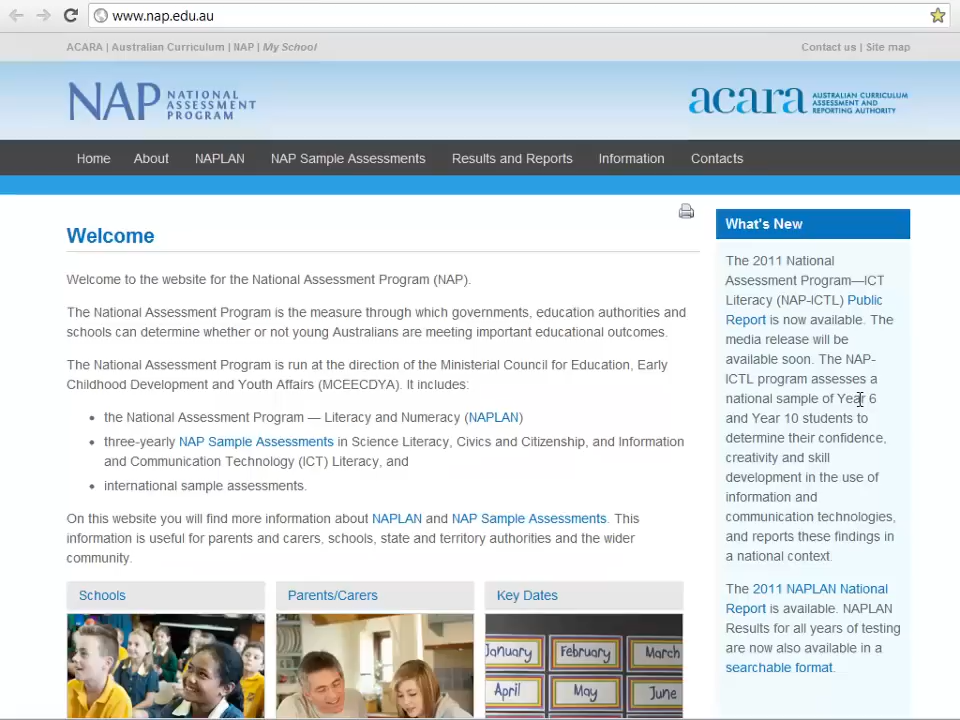 www.nap.edu.au
ACARA | Australian Curriculum | NAP | My School
Contact us | Site map
NAP NATIONAL ASSESSMENT PROGRAM
acara AUSTRALIAN CURRICULUM ASSESSMENT AND REPORTING AUTHORITY
Home About NAPLAN NAP Sample Assessments Results and Reports Information Contacts
Welcome
Welcome to the website for the National Assessment Program (NAP).
The National Assessment Program is the measure through which governments, education authorities and
schools can determine whether or not young Australians are meeting important educational outcomes.
The National Assessment Program is run at the direction of the Ministerial Council for Education, Early
Childhood Development and Youth Affairs (MCEECDYA). It includes:
• the National Assessment Program — Literacy and Numeracy (NAPLAN)
• three-yearly NAP Sample Assessments in Science Literacy, Civics and Citizenship, and Information
and Communication Technology (ICT) Literacy, and
• international sample assessments.
On this website you will find more information about NAPLAN and NAP Sample Assessments. This
information is useful for parents and carers, schools, state and territory authorities and the wider
community.
Schools
Parents/Carers
Key Dates
January February March
April May June
What's New
The 2011 National
Assessment Program—ICT
Literacy (NAP-ICTL) Public
Report is now available. The
media release will be
available soon. The NAP-
ICTL program assesses a
national sample of Year 6
and Year 10 students to
determine their confidence,
creativity and skill
development in the use of
information and
communication technologies,
and reports these findings in
a national context.
The 2011 NAPLAN National
Report is available. NAPLAN
Results for all years of testing
are now also available in a
searchable format.